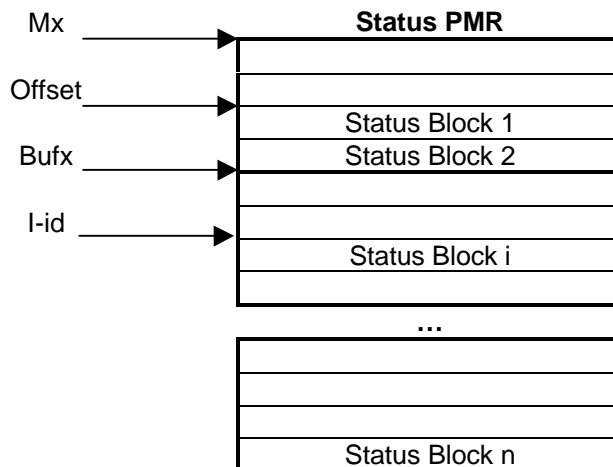 Mx
Status PMR
Offset
Status Block 1
Bufx
Status Block 2
I-id
Status Block i
...
Status Block n